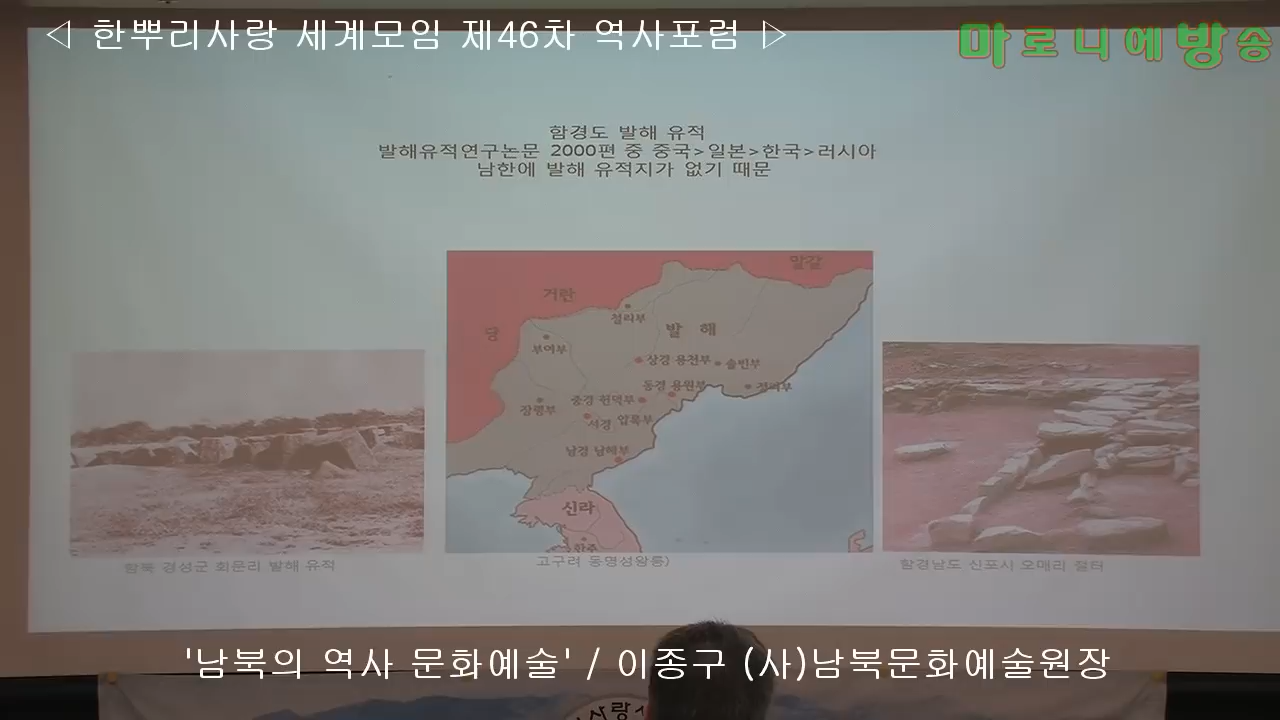 ◁ 한뿌리사랑 세계모임 제46차 역사포럼 ▷
마로니에방송
함경도 발해 유적
발해유적연구논문 2000편 중 중국>일본>한국>러시아
남한에 발해 유적지가 없기 때문
말갈
거란
당
철리부
발 해
부여부
상경 용천부
솔빈부
동경 용원부
정리부
중경 현덕부
장령부
서경 압록부
남경 남해부
신라
한주
함북 경성군 회문리 발해 유적
고구려 동명성왕릉)
함경남도 신포시 오매리 절터
'남북의 역사 문화예술' / 이종구 (사)남북문화예술원장